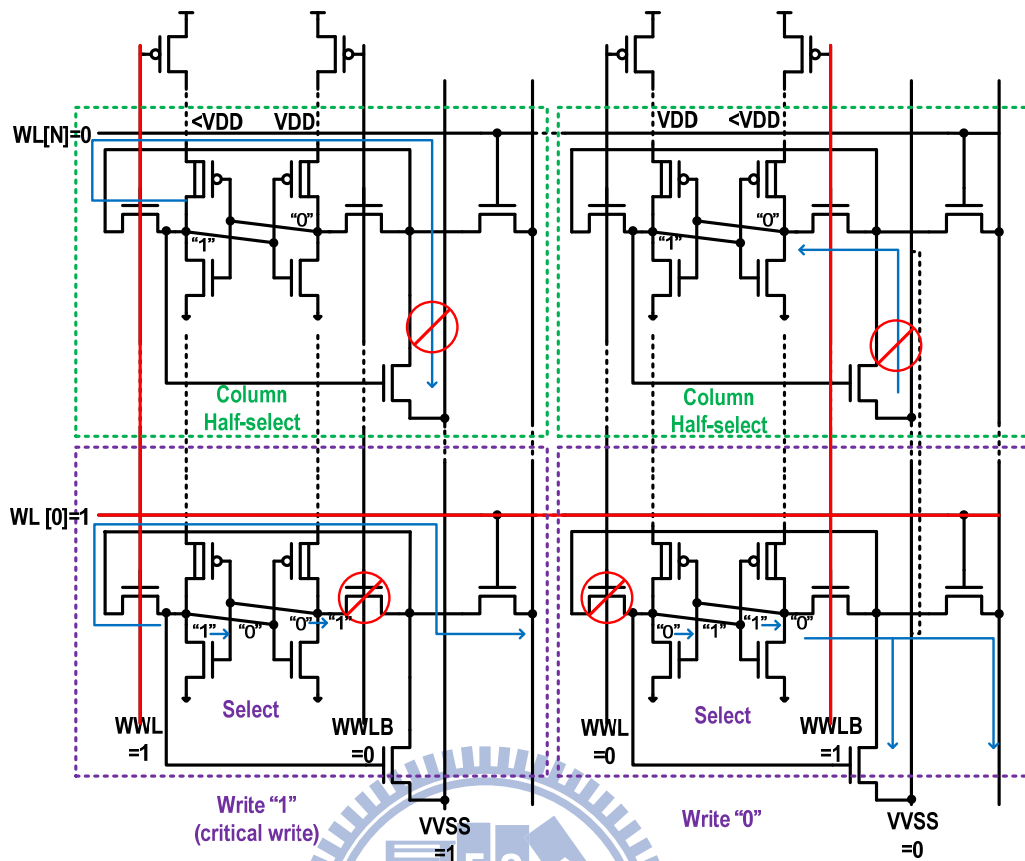 <VDD VDD VDD <VDD
WL[N]=0
“0” “0”
“1” “1”
Column
Half-select
Column
Half-select
WL [0]=1
“1” “0” “0” “1” “0” “1” “1” “0”
Select Select
WWL
=1
WWLB
=0
WWL
=0
WWLB
=1
Write “1”
(critical write)
Write “0”
VVSS
=1
VVSS
=0